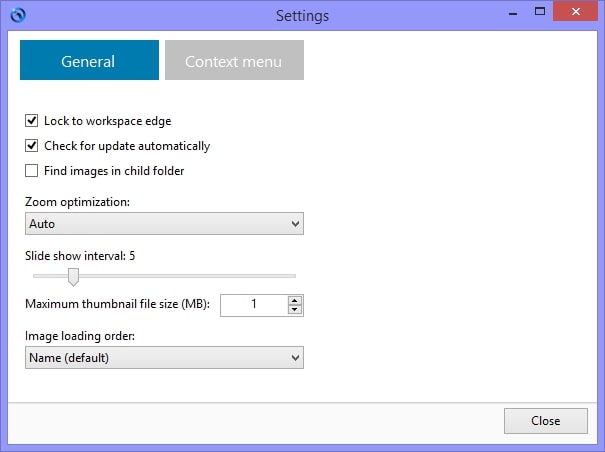 Settings
General Context menu
Lock to workspace edge
Check for update automatically
Find images in child folder
Zoom optimization:
Auto
Slide show interval: 5
Maximum thumbnail file size (MB): 1
Image loading order:
Name (default)
Close